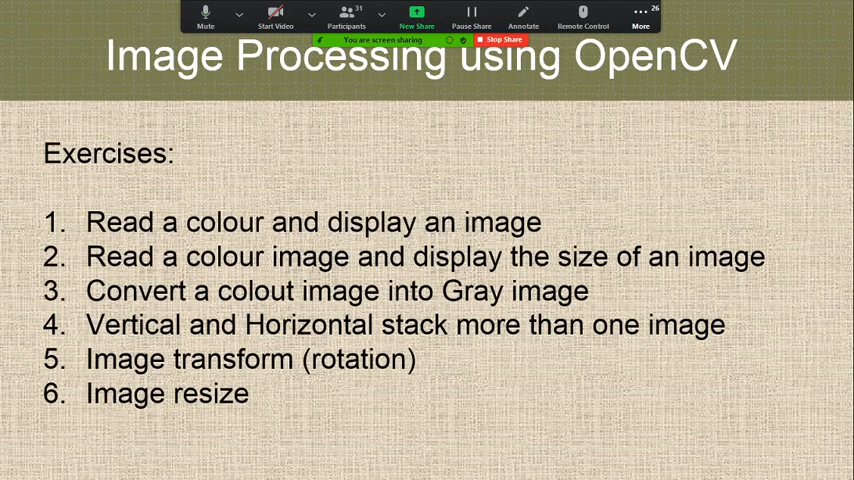 31
26
Mute
Start Video
Participants
New Share
Pause Share
Annotate
Remote Control
More
You are screen sharing
Stop Share
Image Processing using OpenCV
Exercises:
1. Read a colour and display an image
2. Read a colour image and display the size of an image
3. Convert a colout image into Gray image
4. Vertical and Horizontal stack more than one image
5. Image transform (rotation)
6. Image resize